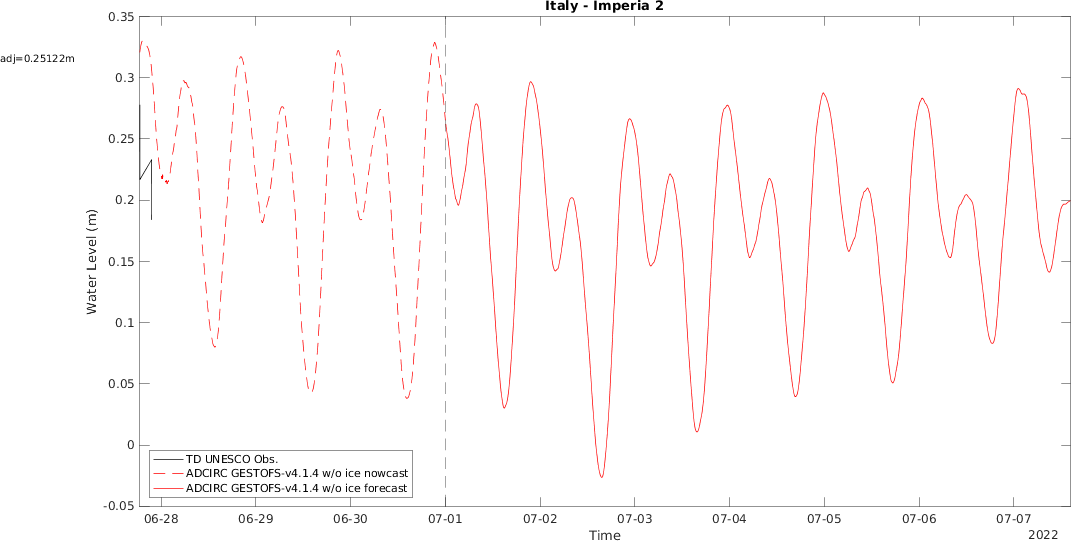 Italy - Imperia 2
adj=0.25122m
Water Level (m)
0.35
0.3
0.25
0.2
0.15
0.1
0.05
0
-0.05
TD UNESCO Obs.
ADCIRC GESTOFS-v4.1.4 w/o ice nowcast
ADCIRC GESTOFS-v4.1.4 w/o ice forecast
06-28 06-29 06-30 07-01 07-02 07-03 07-04 07-05 07-06 07-07
Time
2022